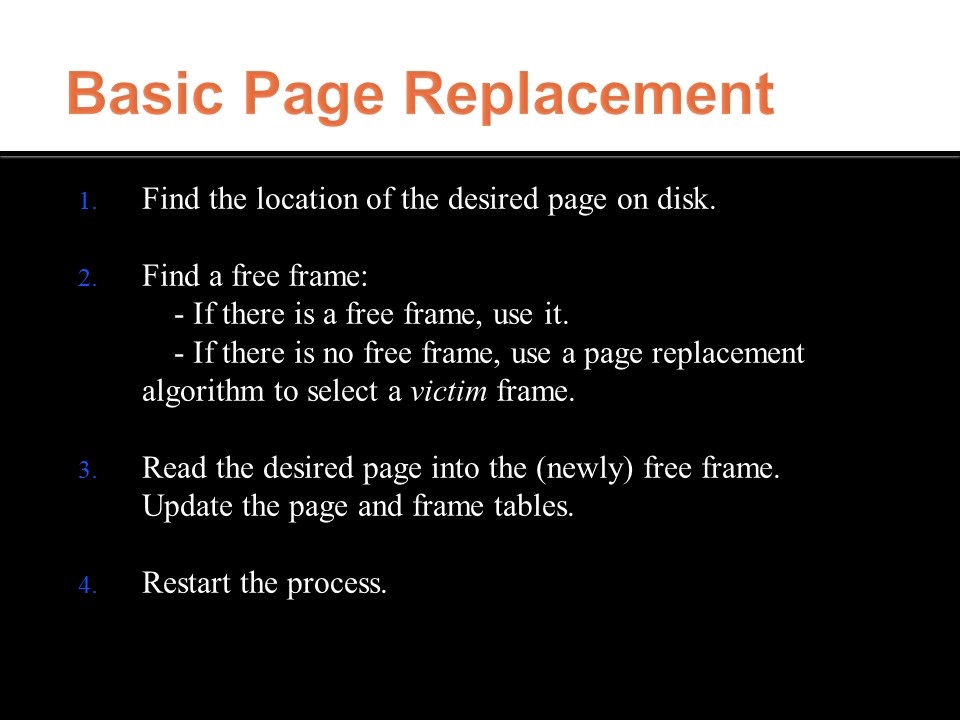 Basic Page Replacement
1. Find the location of the desired page on disk.
2. Find a free frame:
- If there is a free frame, use it.
- If there is no free frame, use a page replacement
algorithm to select a victim frame.
3. Read the desired page into the (newly) free frame.
Update the page and frame tables.
4. Restart the process.